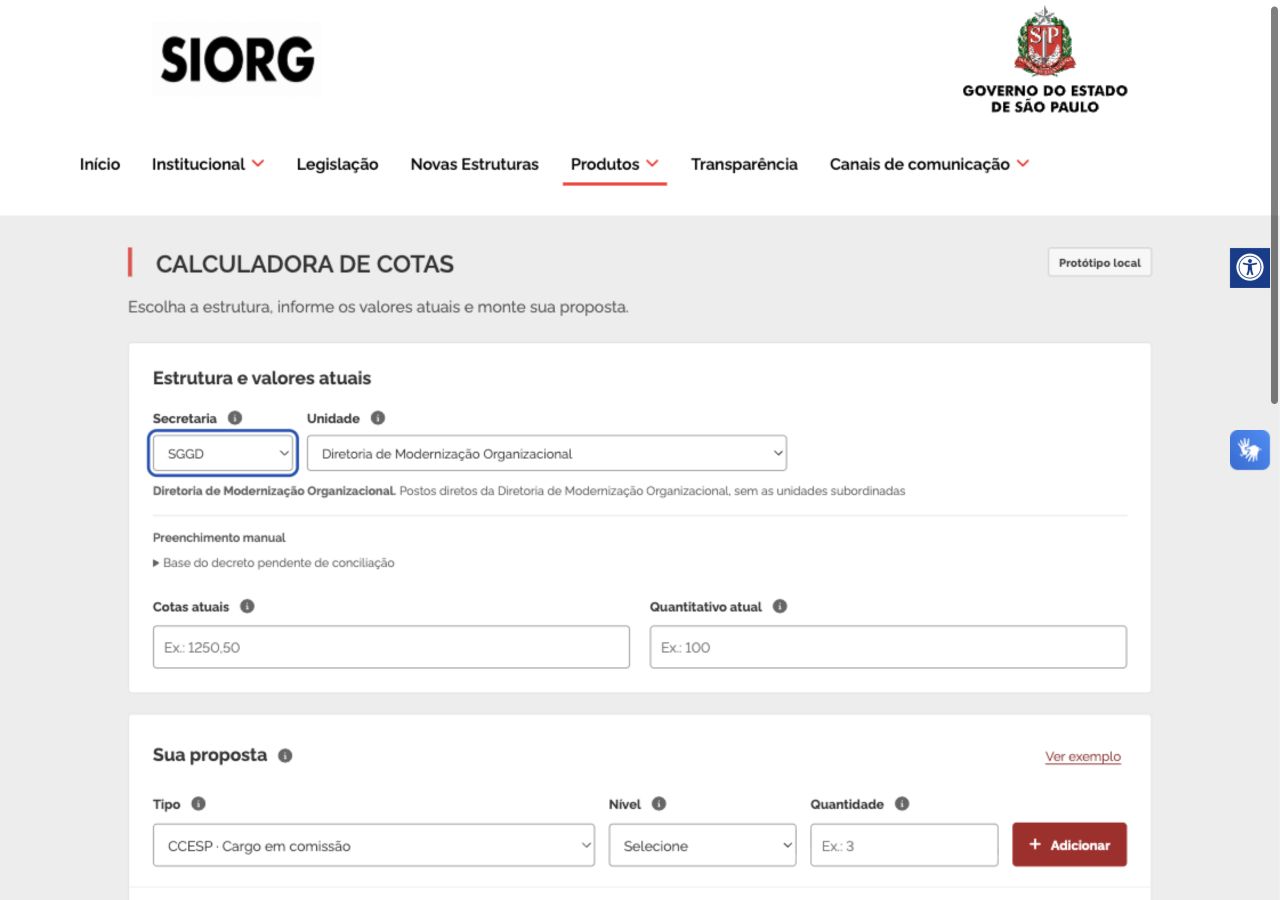 SIORG
SP
GOVERNO DO ESTADO
DE SÃO PAULO
Início Institucional Legislação Novas Estruturas Produtos Transparência Canais de comunicação
CALCULADORA DE COTAS
Protótipo local
Escolha a estrutura, informe os valores atuais e monte sua proposta.
Estrutura e valores atuais
Secretaria Unidade
SGGD Diretoria de Modernização Organizacional
Diretoria de Modernização Organizacional. Postos diretos da Diretoria de Modernização Organizacional, sem as unidades subordinadas
Preenchimento manual
Base do decreto pendente de conciliação
Cotas atuais Quantitativo atual
Ex.: 1250,50 Ex.: 100
Sua proposta Ver exemplo
Tipo Nível Quantidade
CCESP · Cargo em comissão Selecione Ex.: 3 + Adicionar